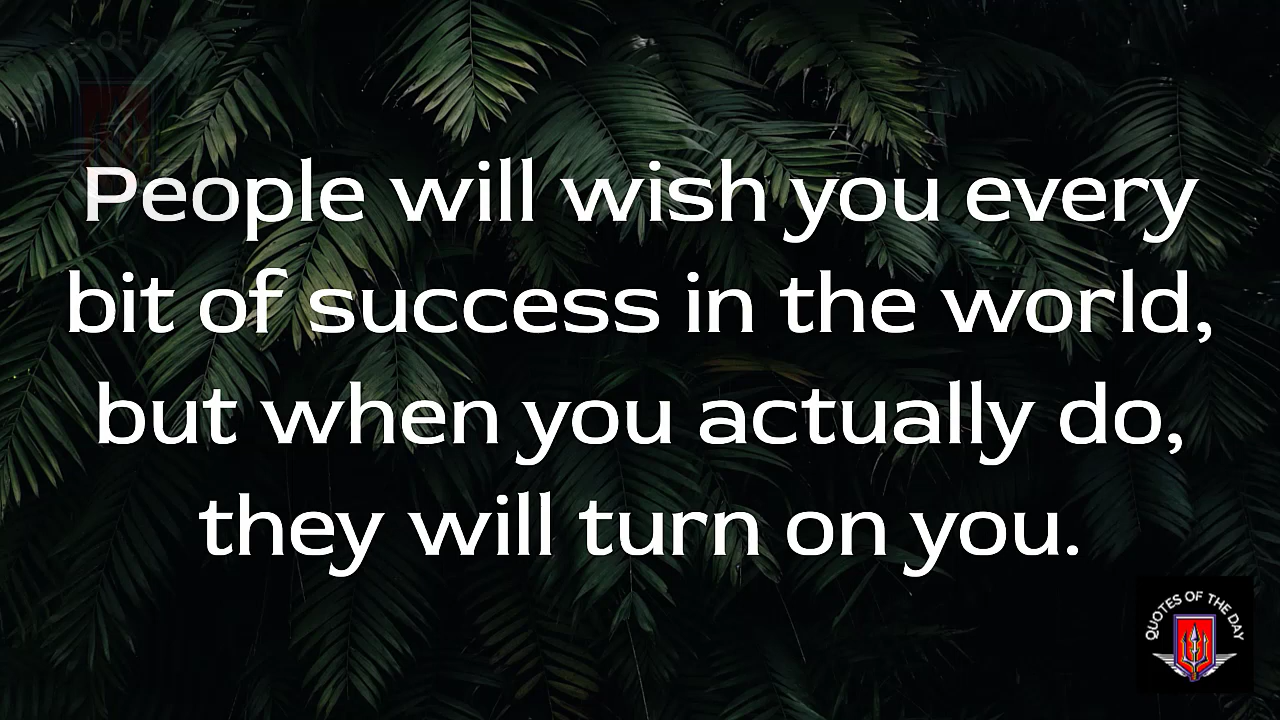 People will wish you every
bit of success in the world,
but when you actually do,
they will turn on you.
QUOTES OF THE DAY